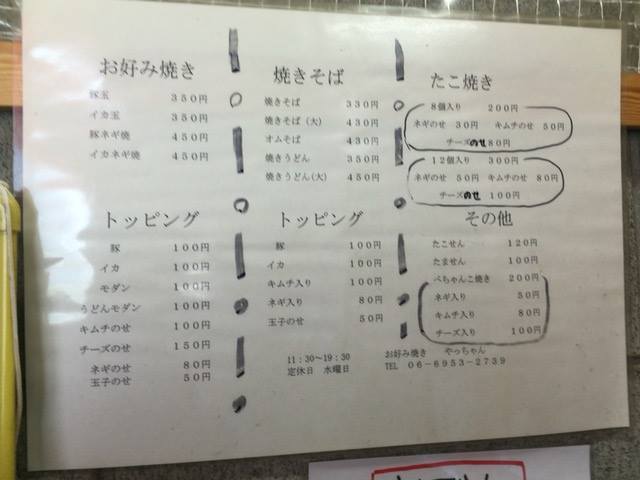 お好み焼き
豚玉 350円
イカ玉 350円
豚ネギ焼 450円
イカネギ焼 450円
トッピング
豚 100円
イカ 100円
モダン 100円
うどんモダン 100円
キムチのせ 100円
チーズのせ 150円
ネギのせ 80円
玉子のせ 50円
焼きそば
焼きそば 330円
焼きそば(大) 430円
オムそば 430円
焼きうどん 350円
焼きうどん(大) 450円
トッピング
豚 100円
イカ 100円
キムチ入り 100円
ネギ入り 80円
玉子のせ 50円
11:30~19:30
定休日 水曜日
たこ焼き
8個入り 200円
ネギのせ 30円 キムチのせ 50円
チーズのせ 80円
12個入り 300円
ネギのせ 50円 キムチのせ 80円
チーズのせ 100円
その他
たこせん 120円
たません 100円
ぺちゃんこ焼き 200円
ネギ入り 50円
キムチ入り 80円
チーズ入り 100円
お好み焼き やっちゃん
TEL 06-6953-2739